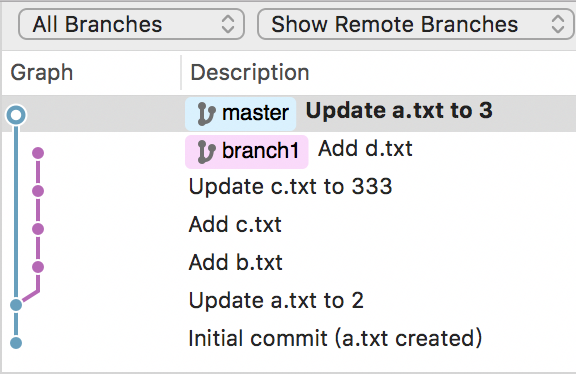 All Branches Show Remote Branches
Graph Description
master Update a.txt to 3
branch1 Add d.txt
Update c.txt to 333
Add c.txt
Add b.txt
Update a.txt to 2
Initial commit (a.txt created)